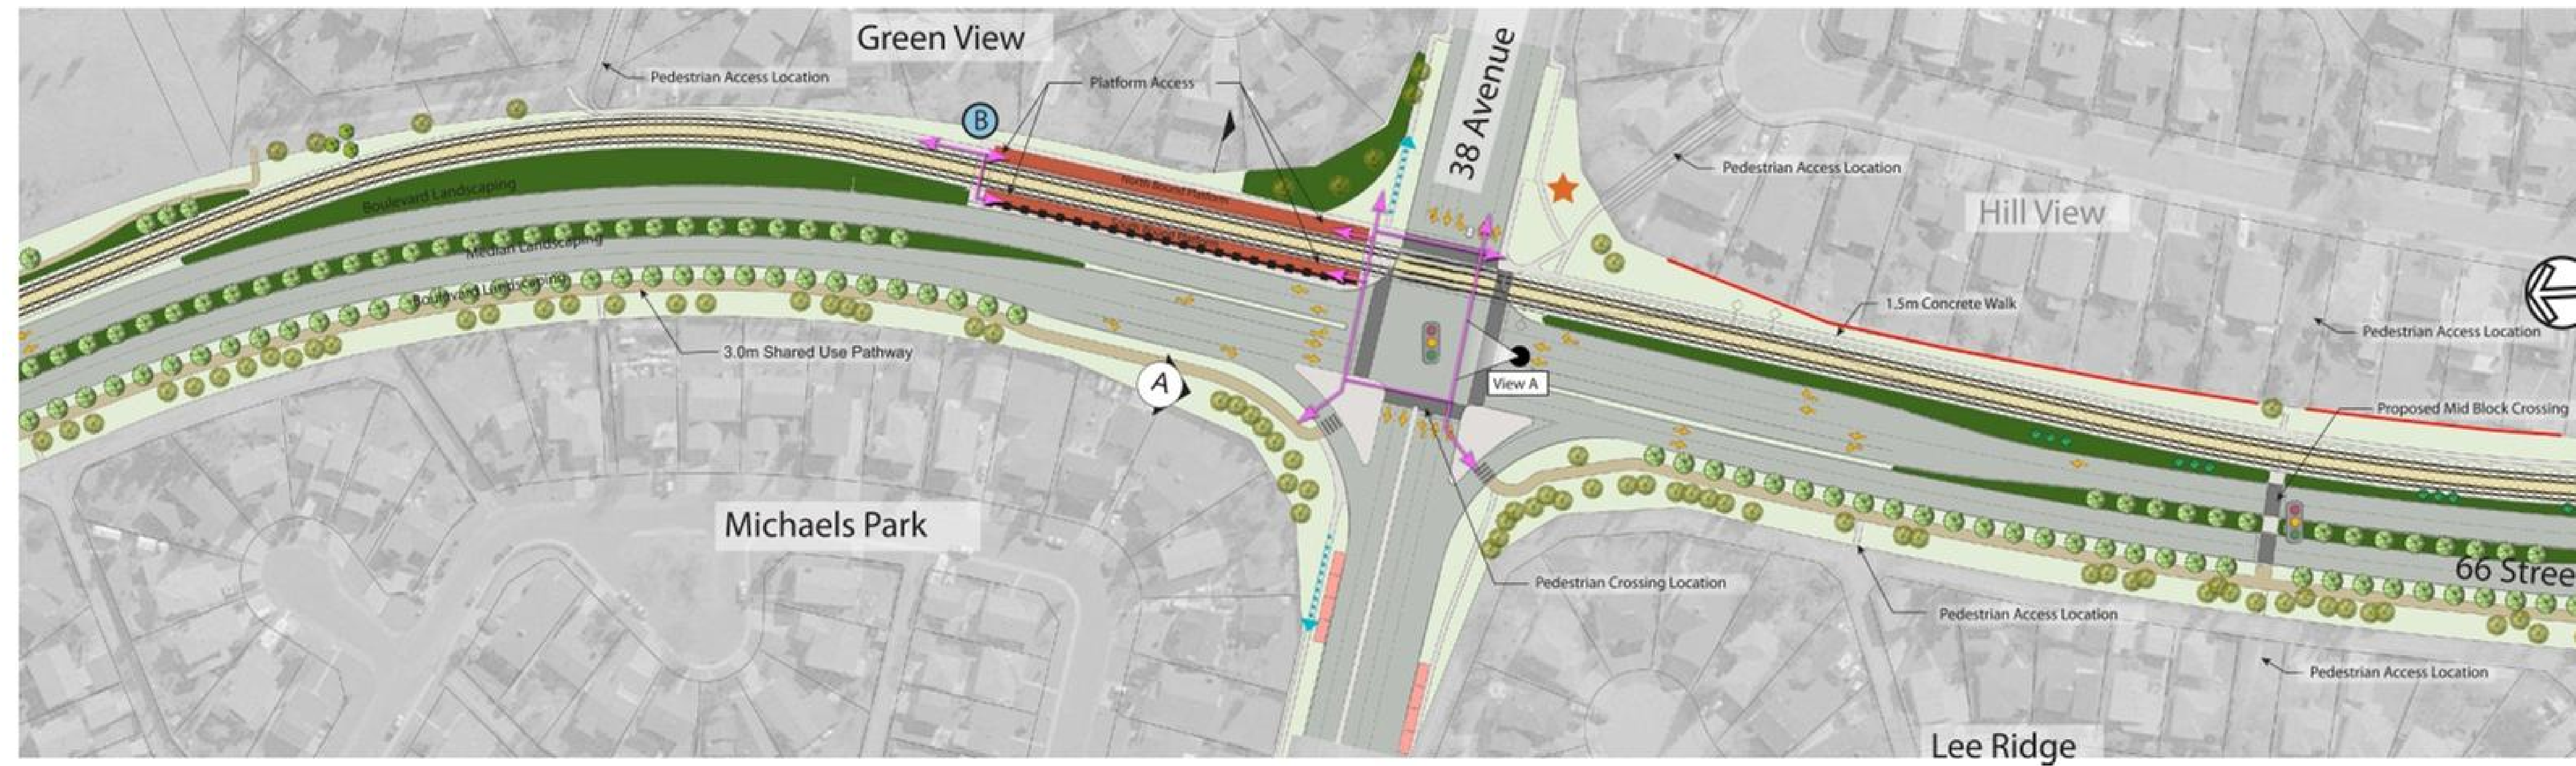 Green View
Pedestrian Access Location
Platform Access
38 Avenue
B
Pedestrian Access Location
North Bound Platform
Boulevard Landscaping
Hill View
Median Landscaping
Boulevard Landscaping
1.5m Concrete Walk
Pedestrian Access Location
3.0m Shared Use Pathway
A
View A
Proposed Mid Block Crossing
Michaels Park
66 Stree
Pedestrian Crossing Location
Pedestrian Access Location
Pedestrian Access Location
Lee Ridge